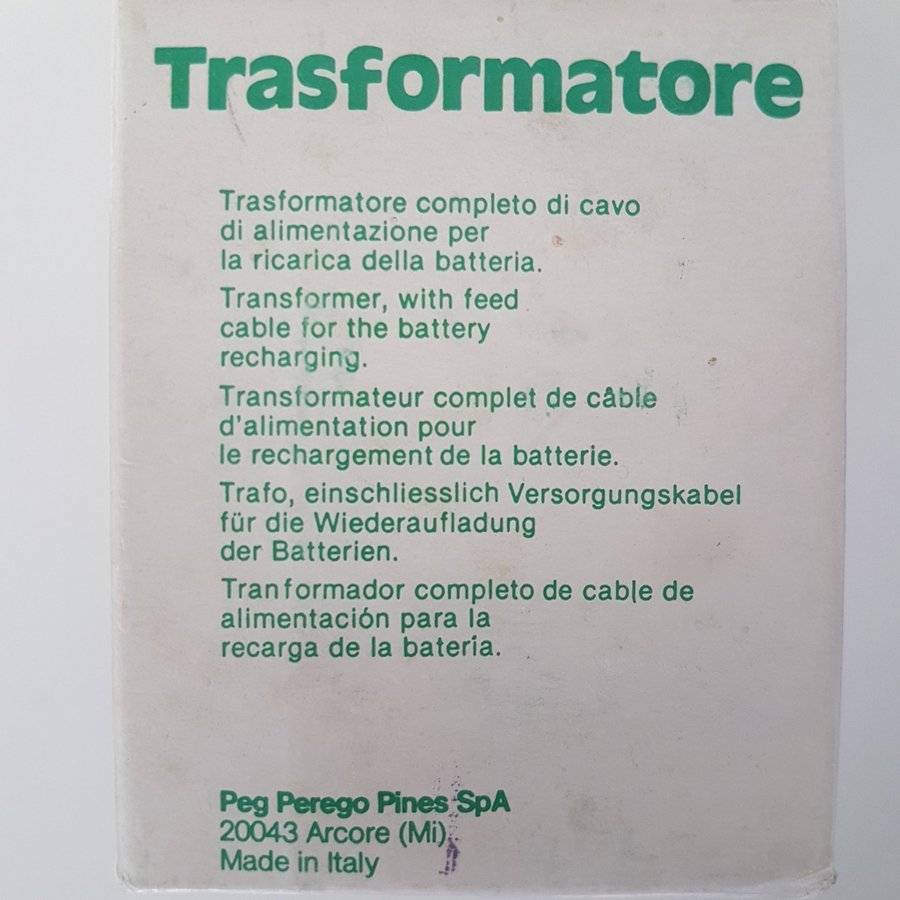 Trasformatore
Trasformatore completo di cavo
di alimentazione per
la ricarica della batteria.
Transformer, with feed
cable for the battery
recharging.
Transformateur complet de câble
d'alimentation pour
le rechargement de la batterie.
Trafo, einschliesslich Versorgungskabel
für die Wiederaufladung
der Batterien.
Tranformador completo de cable de
alimentación para la
recarga de la bateria.
Peg Perego Pines SpA
20043 Arcore (Mi)
Made in Italy